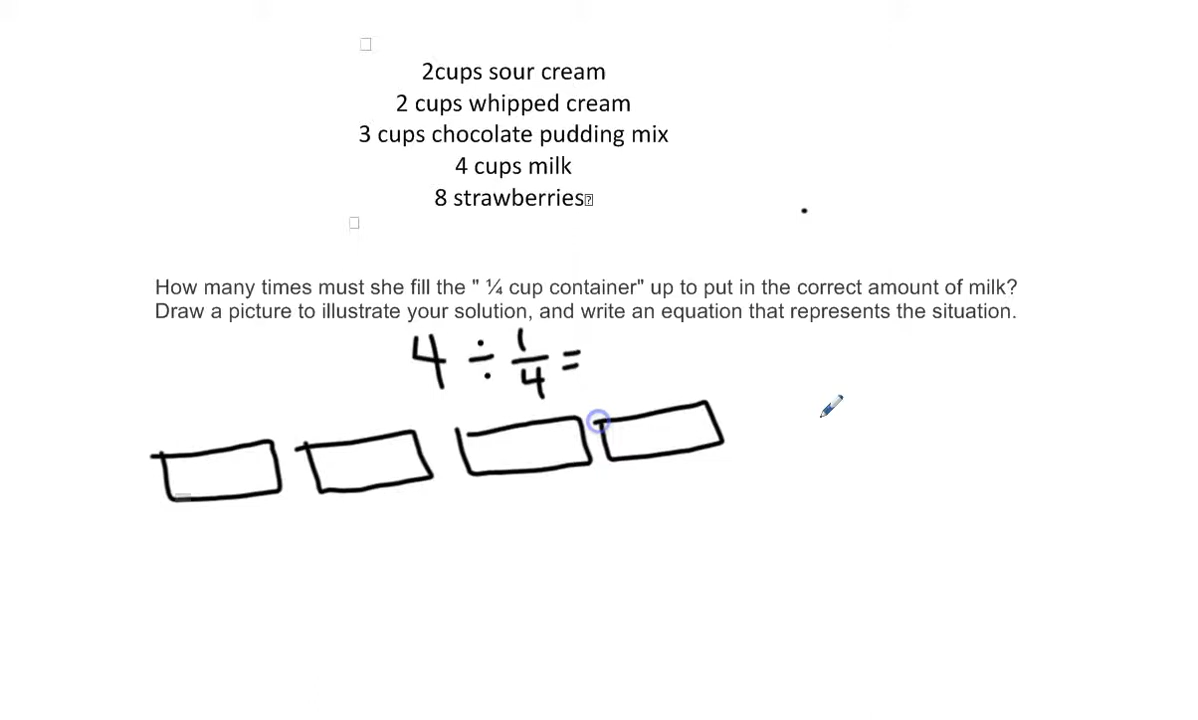 2cups sour cream
2 cups whipped cream
3 cups chocolate pudding mix
4 cups milk
8 strawberries
How many times must she fill the " ¼ cup container" up to put in the correct amount of milk?
Draw a picture to illustrate your solution, and write an equation that represents the situation.
4 ÷ 1/4 =